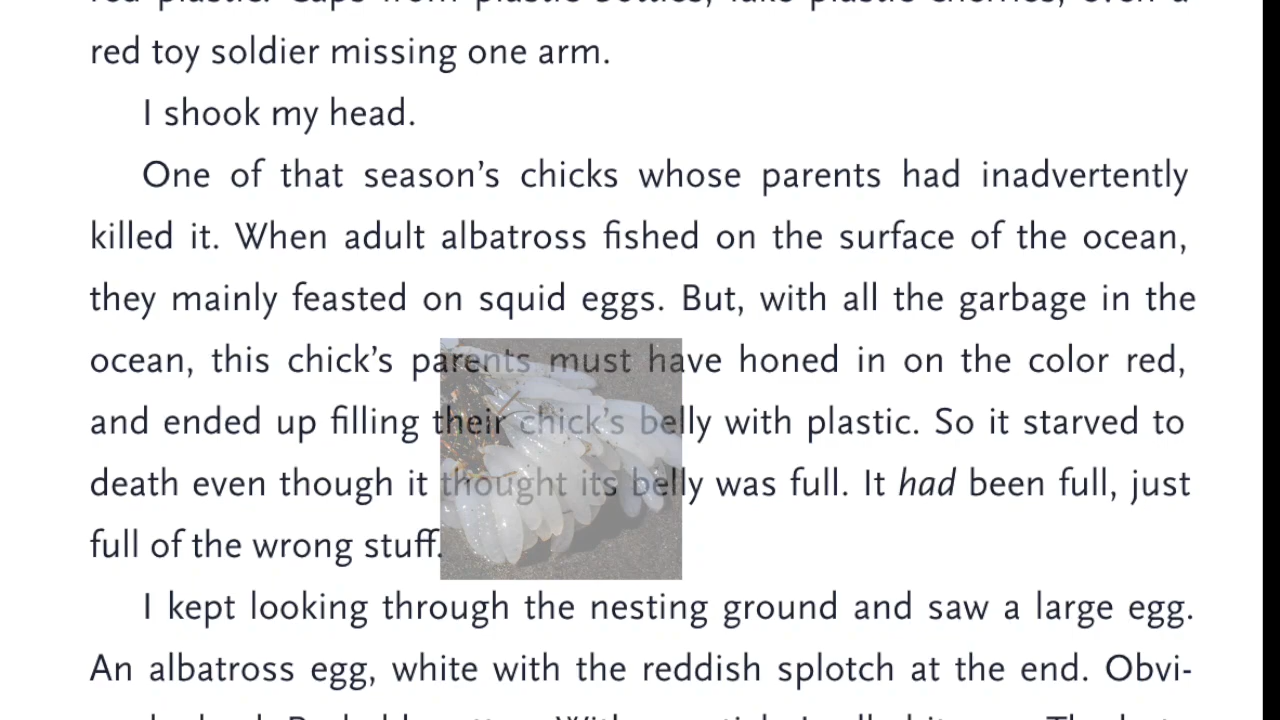 red toy soldier missing one arm.
I shook my head.
One of that season’s chicks whose parents had inadvertently
killed it. When adult albatross fished on the surface of the ocean,
they mainly feasted on squid eggs. But, with all the garbage in the
ocean, this chick’s parents must have honed in on the color red,
and ended up filling their chick’s belly with plastic. So it starved to
death even though it thought its belly was full. It had been full, just
full of the wrong stuff.
I kept looking through the nesting ground and saw a large egg.
An albatross egg, white with the reddish splotch at the end. Obvi-